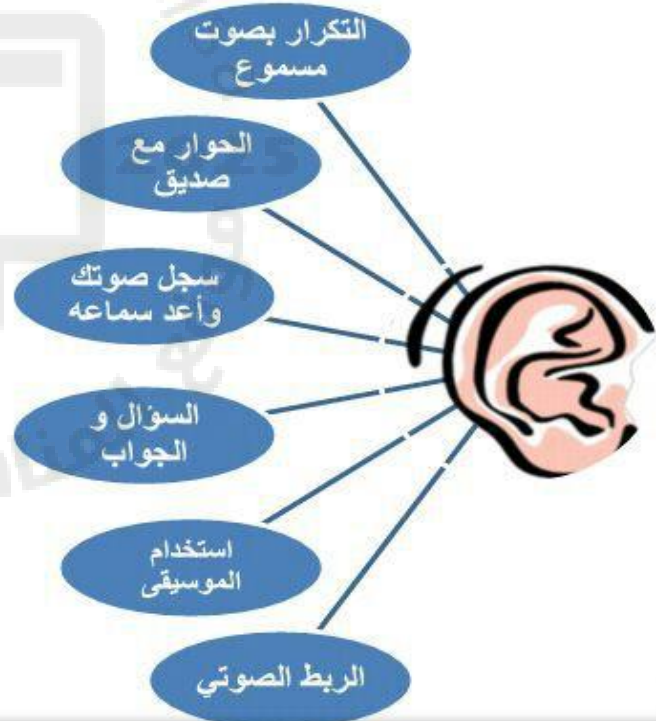 التكرار بصوت
مسموع
الحوار مع
صديق
سجل صوتك
وأعد سماعه
السؤال و
الجواب
استخدام
الموسيقى
الربط الصوتي